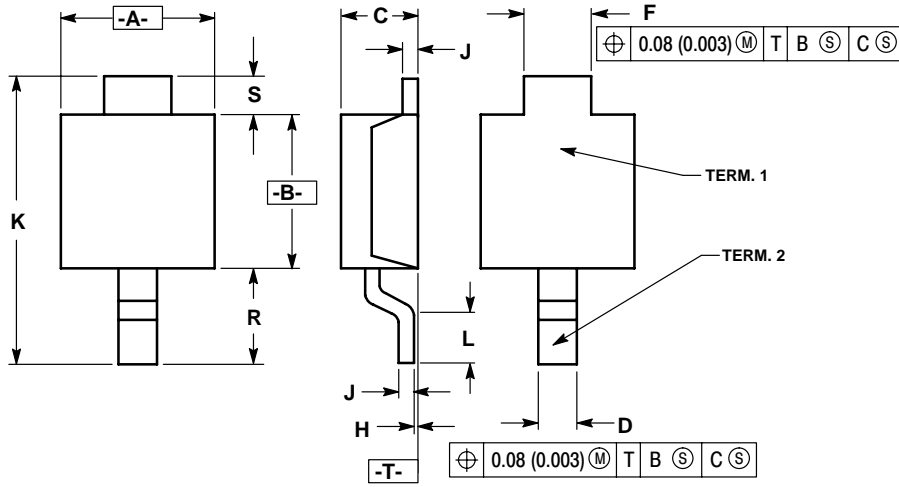 -A-
C
F
⌖ 0.08 (0.003) Ⓜ T B Ⓢ C Ⓢ
J
S
-B-
TERM. 1
K
TERM. 2
R
L
J
H
D
⌖ 0.08 (0.003) Ⓜ T B Ⓢ C Ⓢ
-T-